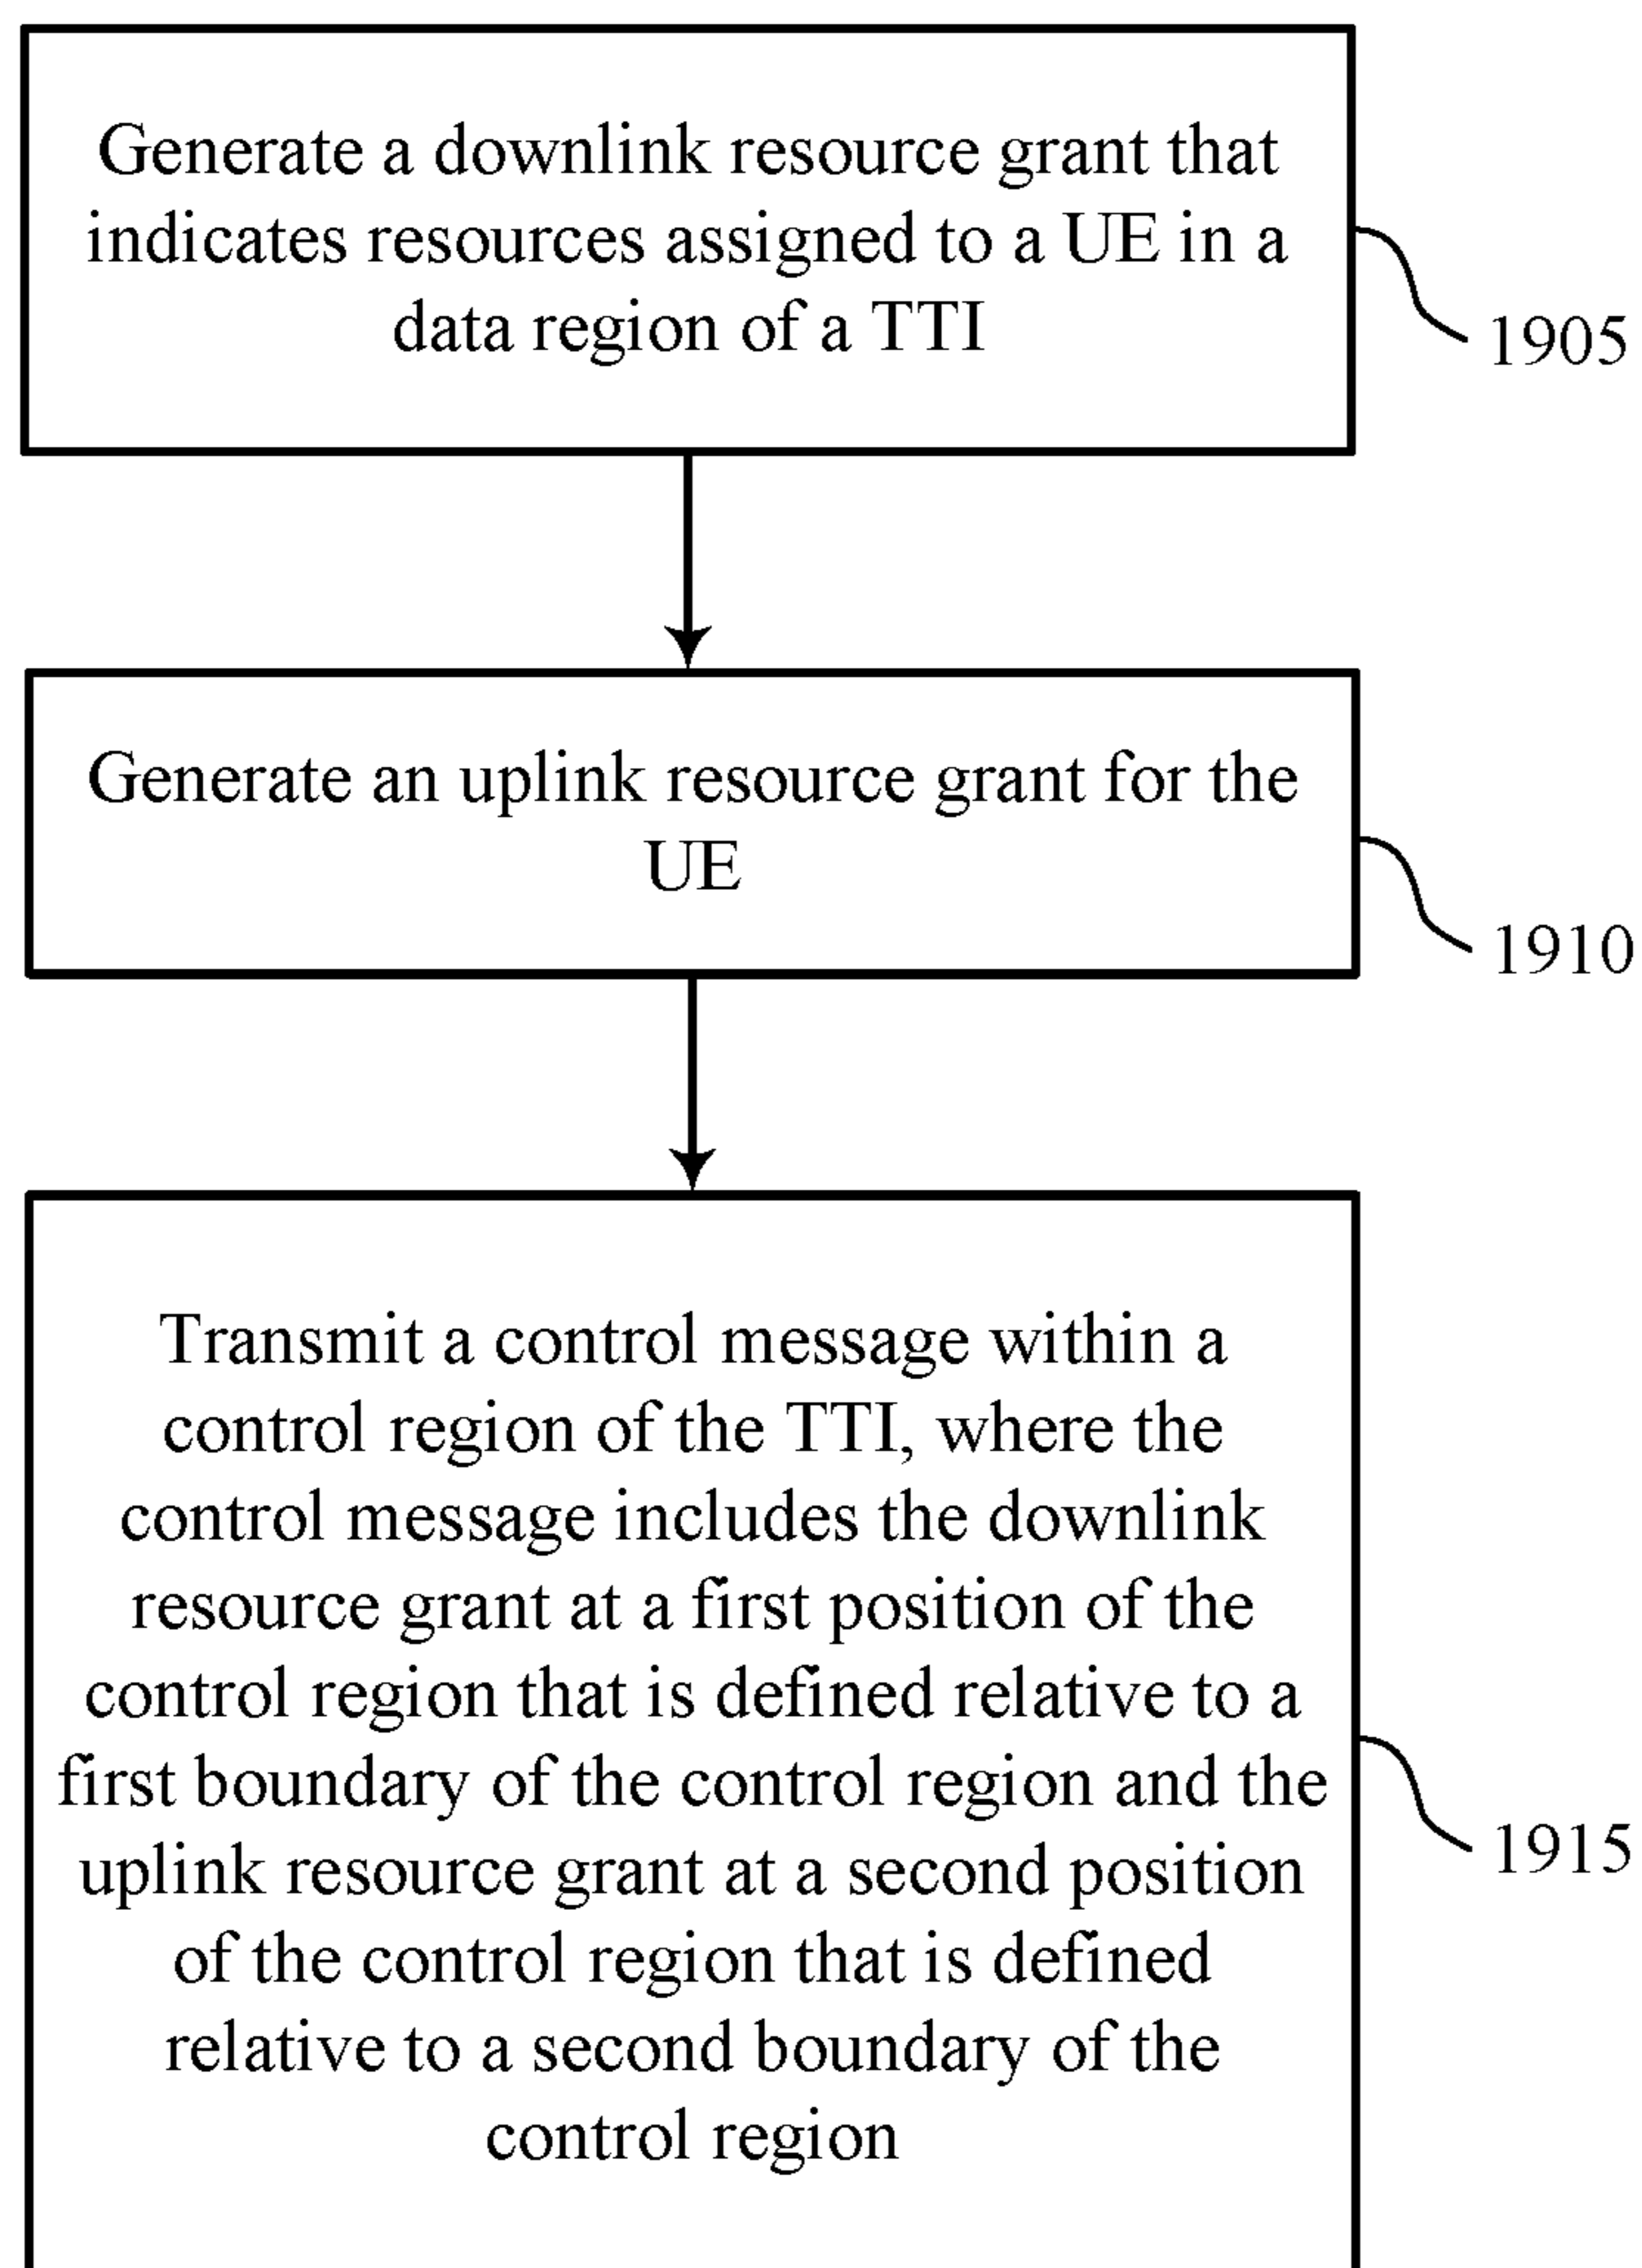 Generate a downlink resource grant that
indicates resources assigned to a UE in a
data region of a TTI
1905
Generate an uplink resource grant for the
UE
1910
Transmit a control message within a
control region of the TTI, where the
control message includes the downlink
resource grant at a first position of the
control region that is defined relative to a
first boundary of the control region and the
uplink resource grant at a second position
of the control region that is defined
relative to a second boundary of the
control region
1915